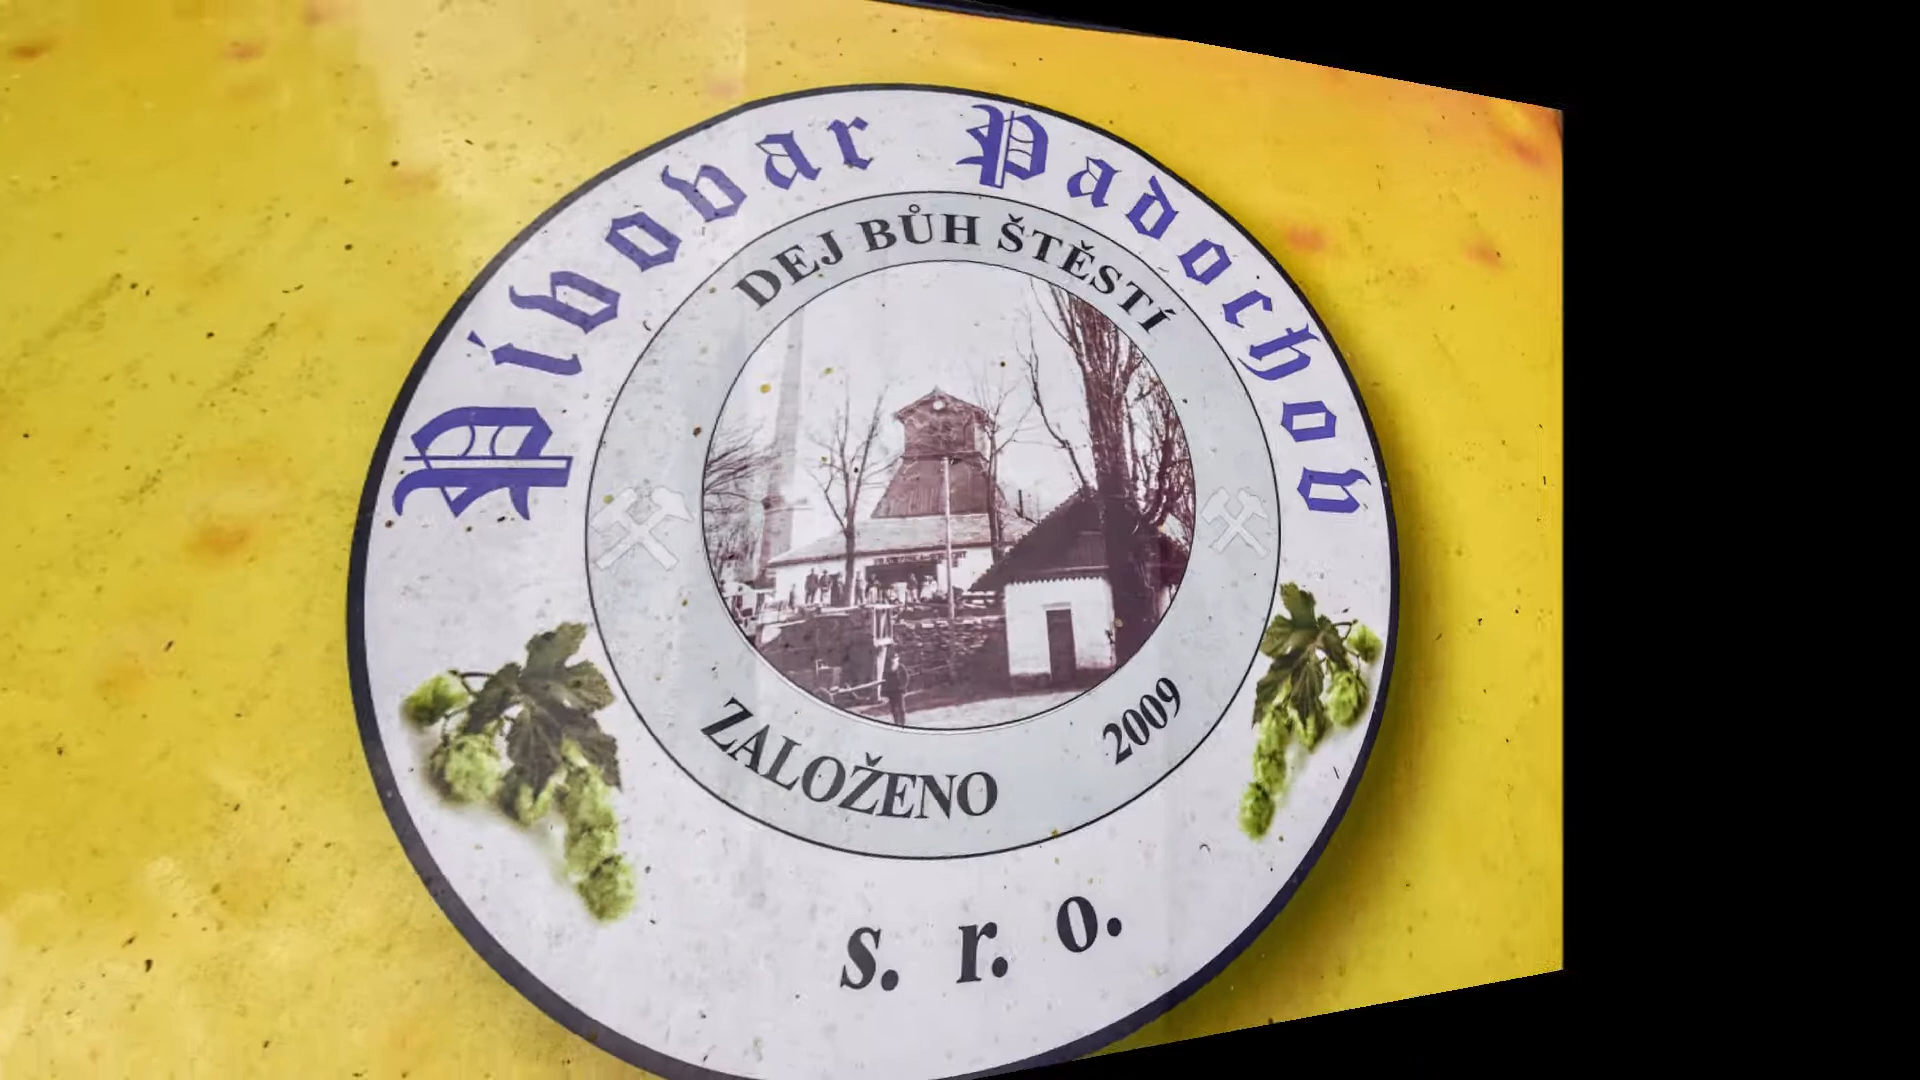 Pivovar Padochov
DEJ BŮH ŠTĚSTÍ
ZALOŽENO 2009
s. r. o.